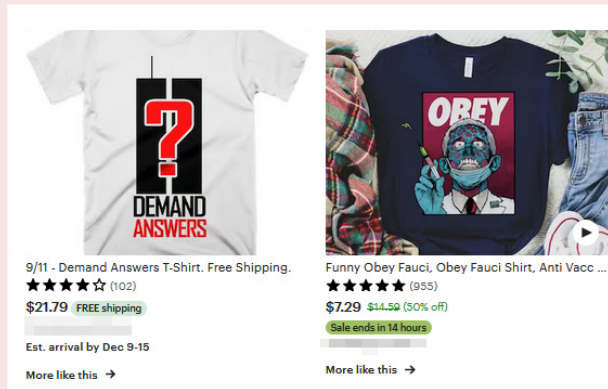 ?
DEMAND
ANSWERS
9/11 - Demand Answers T-Shirt. Free Shipping.
(102)
$21.79 FREE shipping
Est. arrival by Dec 9-15
More like this →
OBEY
Funny Obey Fauci, Obey Fauci Shirt, Anti Vacc ...
(955)
$7.29 $14.59 (50% off)
Sale ends in 14 hours
More like this →